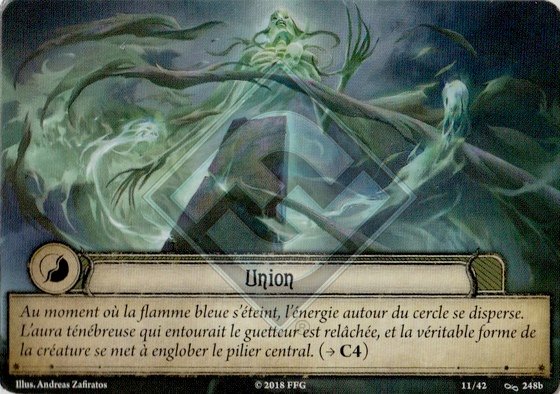 Union
Au moment où la flamme bleue s'éteint, l'énergie autour du cercle se disperse.
L'aura ténébreuse qui entourait le guetteur est relâchée, et la véritable forme de
la créature se met à englober le pilier central. (→ C4)
Illus. Andreas Zafiratos
© 2018 FFG
11/42
248b